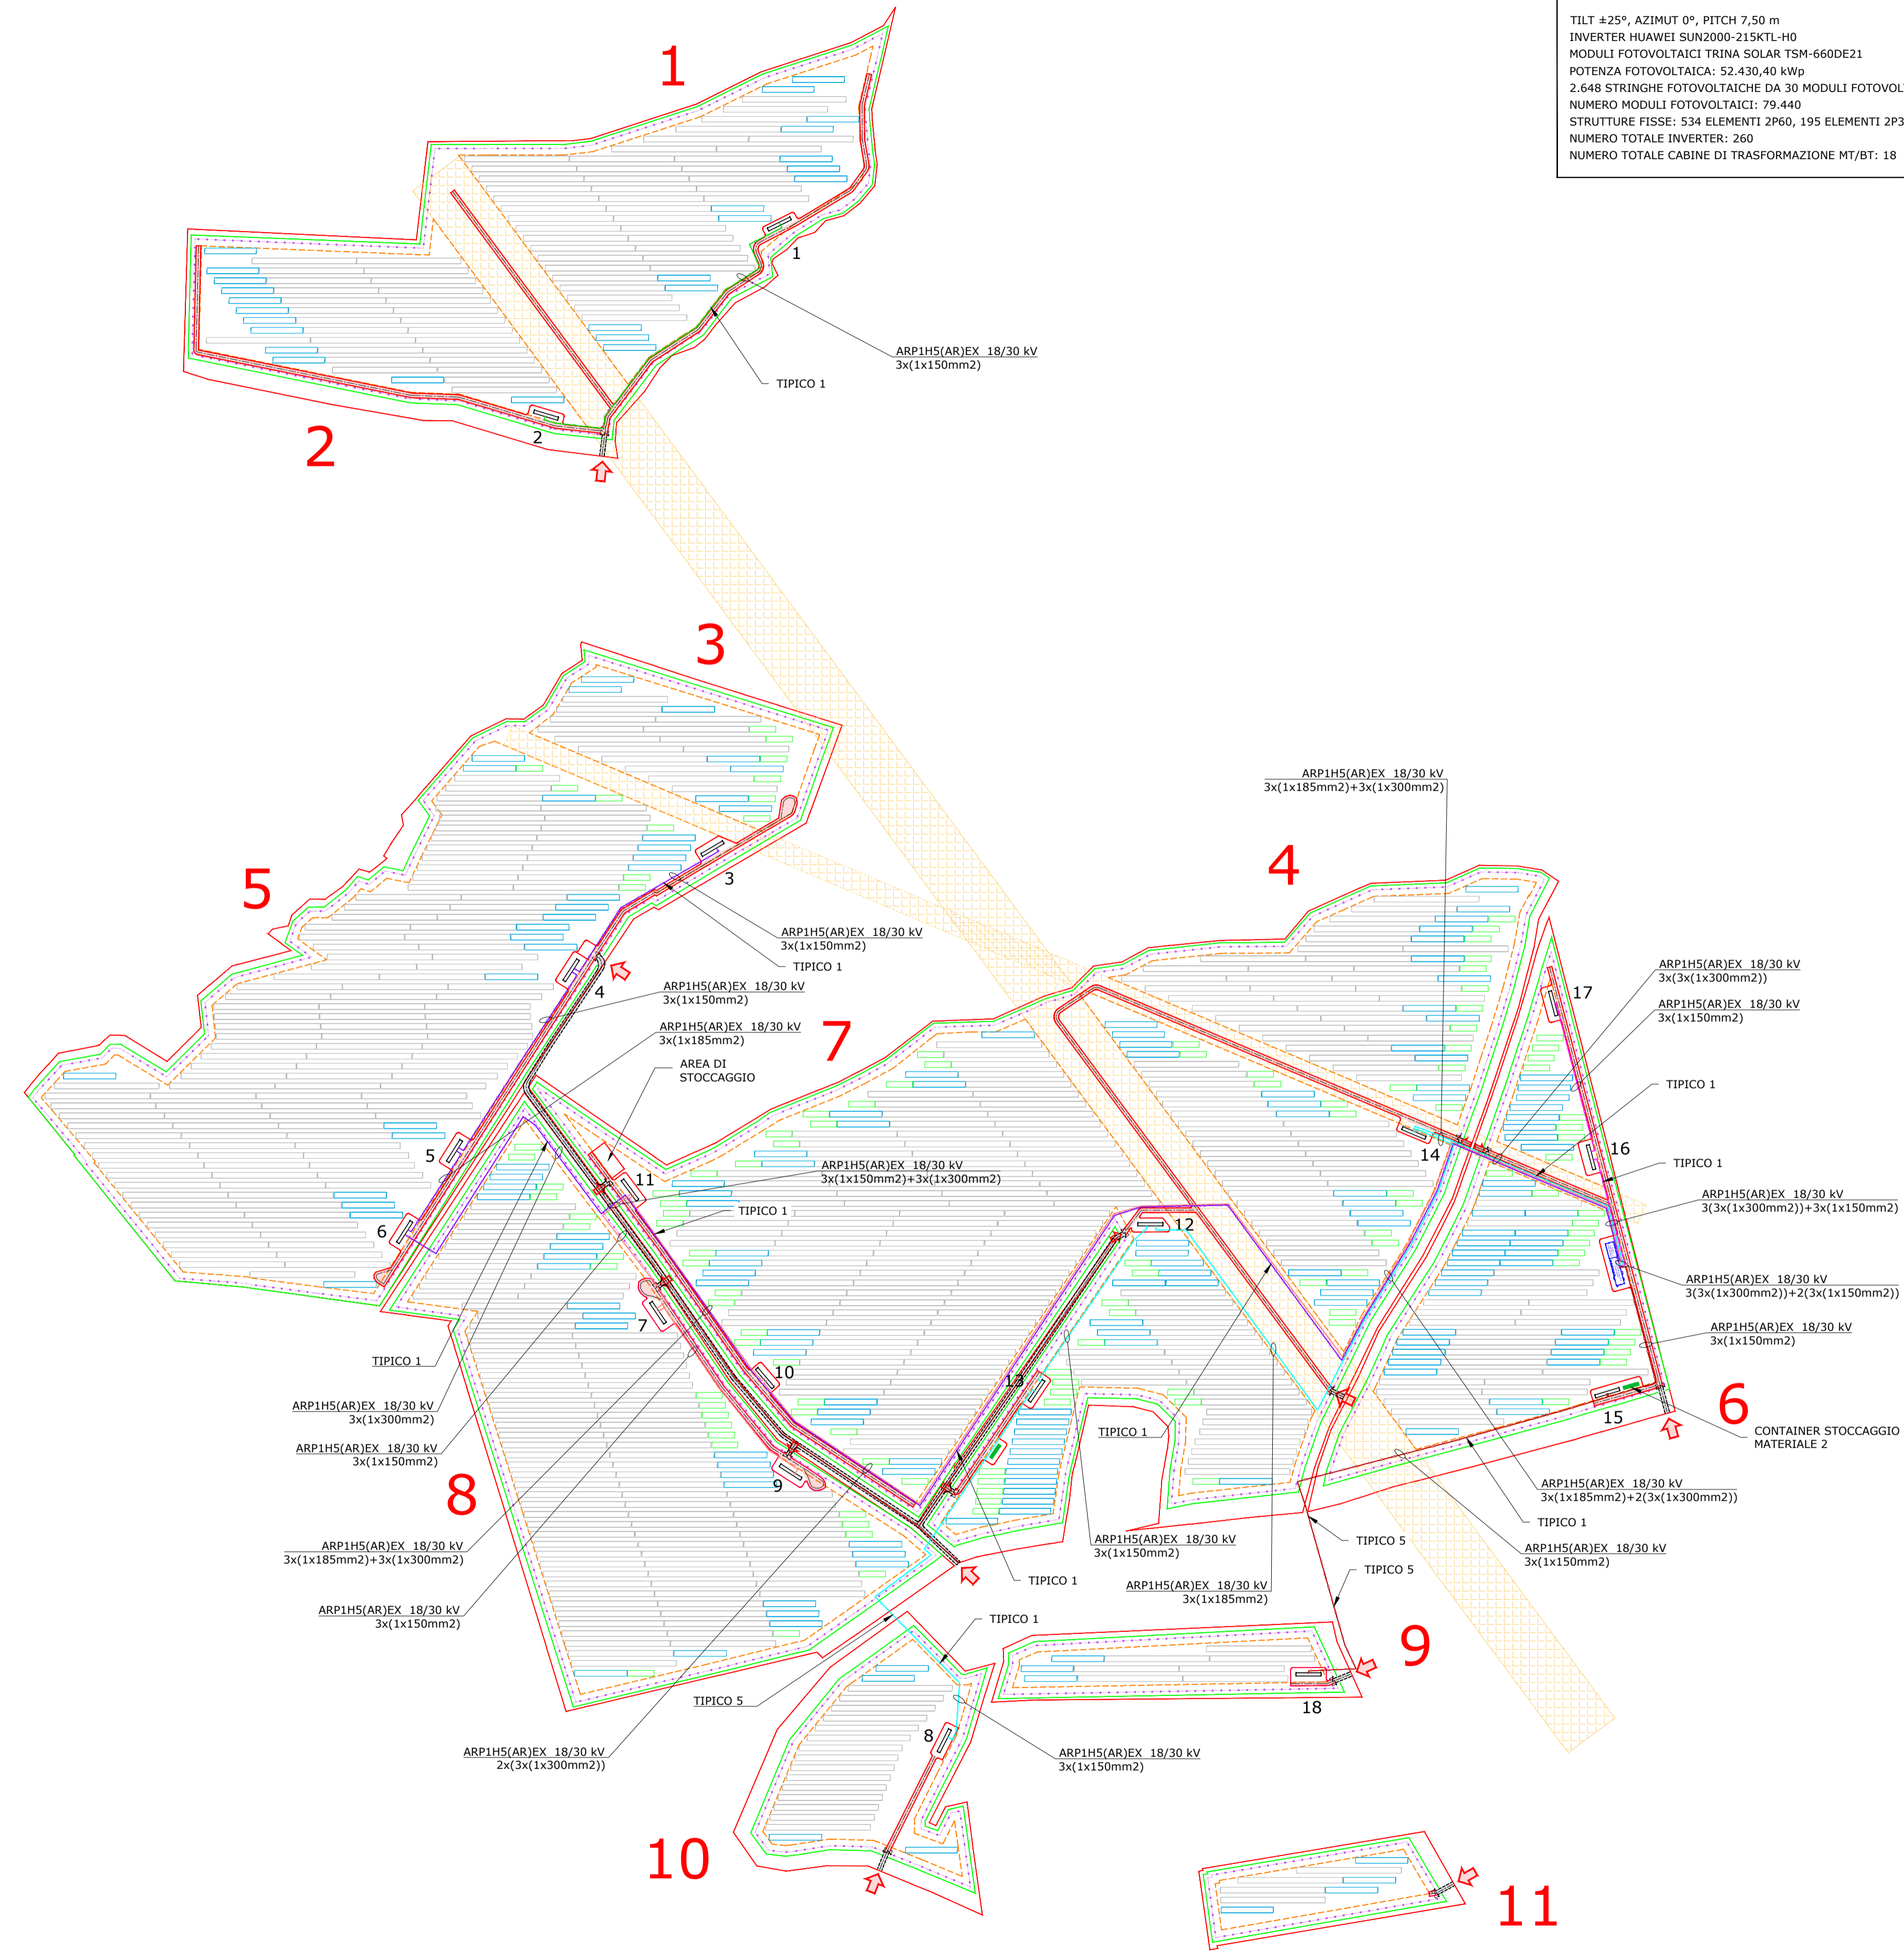 TILT ±25°, AZIMUT 0°, PITCH 7,50 m
INVERTER HUAWEI SUN2000-215KTL-H0
MODULI FOTOVOLTAICI TRINA SOLAR TSM-660DE21
POTENZA FOTOVOLTAICA: 52.430,40 kWp
2.648 STRINGHE FOTOVOLTAICHE DA 30 MODULI FOTOVOL
NUMERO MODULI FOTOVOLTAICI: 79.440
STRUTTURE FISSE: 534 ELEMENTI 2P60, 195 ELEMENTI 2P3
NUMERO TOTALE INVERTER: 260
NUMERO TOTALE CABINE DI TRASFORMAZIONE MT/BT: 18
1
1
ARP1H5(AR)EX 18/30 kV
3x(1x150mm2)
TIPICO 1
2
2
3
3
ARP1H5(AR)EX 18/30 kV
3x(1x185mm2)+3x(1x300mm2)
4
5
ARP1H5(AR)EX 18/30 kV
3x(1x150mm2)
TIPICO 1
4
ARP1H5(AR)EX 18/30 kV
3x(1x150mm2)
ARP1H5(AR)EX 18/30 kV
3x(1x185mm2)
7
AREA DI
STOCCAGGIO
17
ARP1H5(AR)EX 18/30 kV
3x(3x(1x300mm2))
ARP1H5(AR)EX 18/30 kV
3x(1x150mm2)
TIPICO 1
5
14
16
TIPICO 1
11
ARP1H5(AR)EX 18/30 kV
3x(1x150mm2)+3x(1x300mm2)
ARP1H5(AR)EX 18/30 kV
3(3x(1x300mm2))+3x(1x150mm2)
TIPICO 1
6
12
ARP1H5(AR)EX 18/30 kV
3(3x(1x300mm2))+2(3x(1x150mm2))
7
ARP1H5(AR)EX 18/30 kV
3x(1x150mm2)
TIPICO 1
10
13
ARP1H5(AR)EX 18/30 kV
3x(1x300mm2)
15
6
TIPICO 1
CONTAINER STOCCAGGIO
MATERIALE 2
ARP1H5(AR)EX 18/30 kV
3x(1x150mm2)
9
8
ARP1H5(AR)EX 18/30 kV
3x(1x185mm2)+2(3x(1x300mm2))
TIPICO 1
ARP1H5(AR)EX 18/30 kV
3x(1x185mm2)+3x(1x300mm2)
ARP1H5(AR)EX 18/30 kV
3x(1x150mm2)
TIPICO 5
ARP1H5(AR)EX 18/30 kV
3x(1x150mm2)
TIPICO 5
TIPICO 1
ARP1H5(AR)EX 18/30 kV
3x(1x185mm2)
ARP1H5(AR)EX 18/30 kV
3x(1x150mm2)
TIPICO 1
9
TIPICO 5
18
8
ARP1H5(AR)EX 18/30 kV
2x(3x(1x300mm2))
ARP1H5(AR)EX 18/30 kV
3x(1x150mm2)
10
11